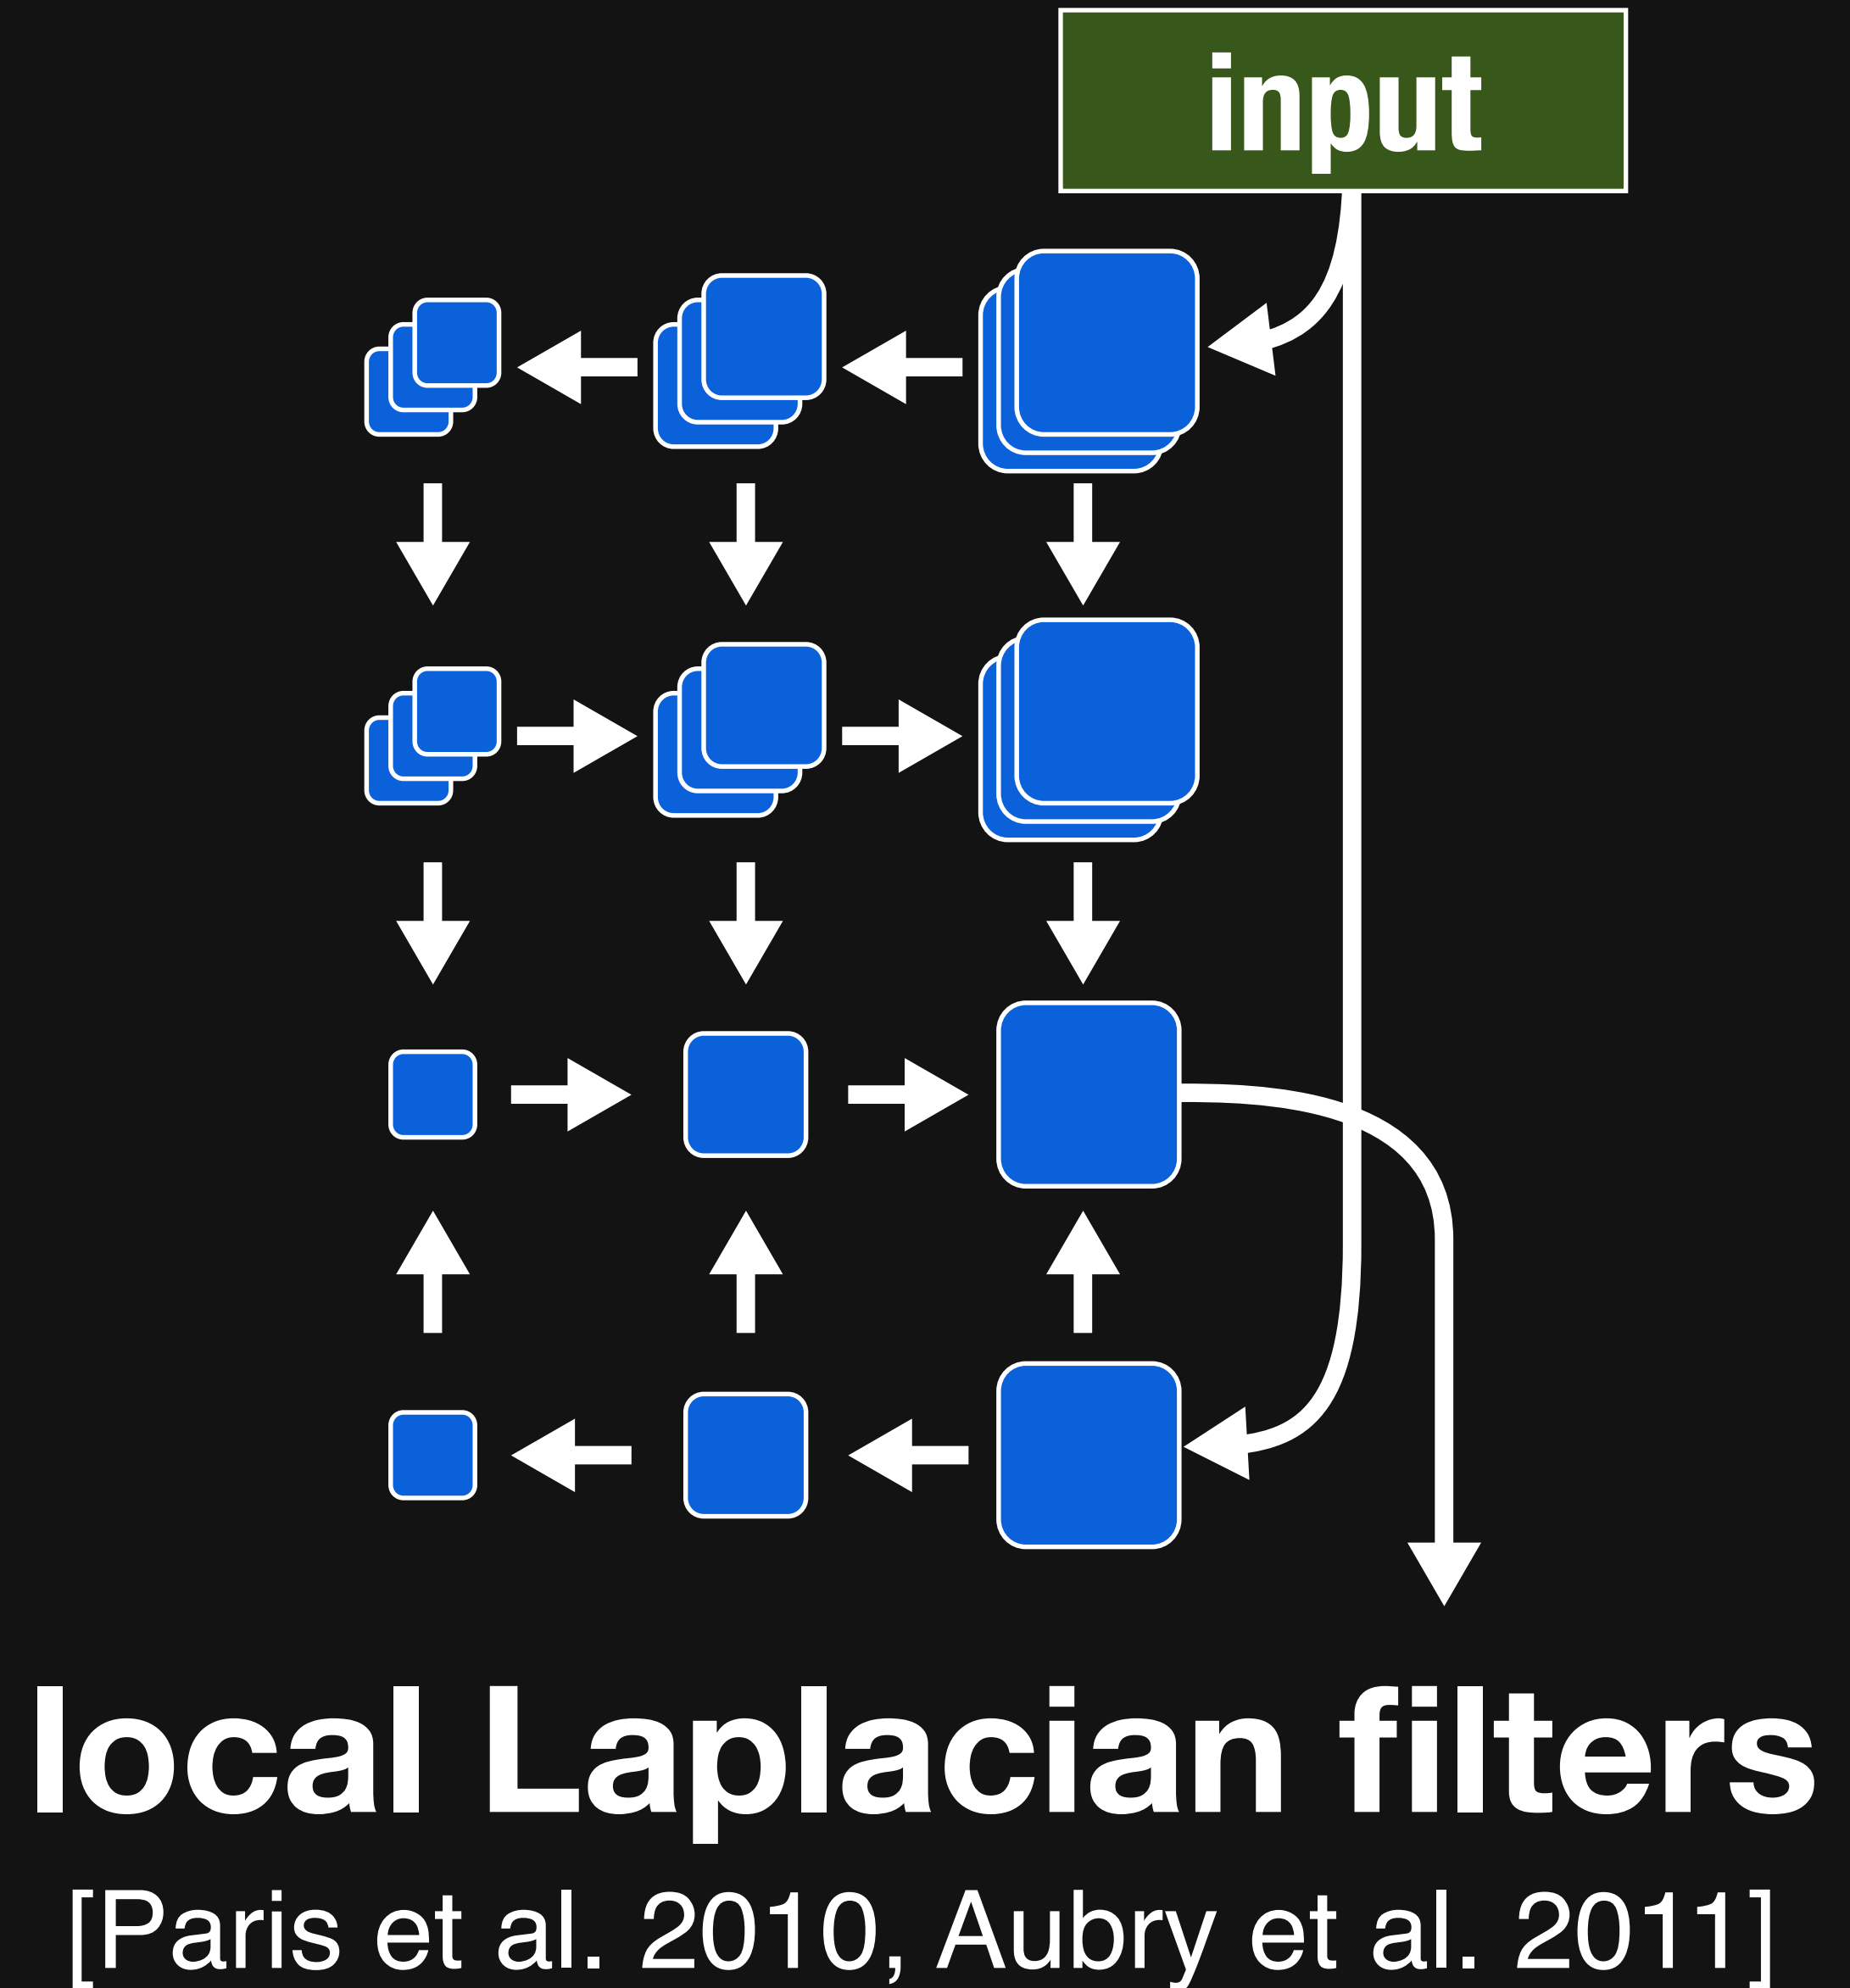 input
local Laplacian filters
[Paris et al. 2010, Aubry et al. 2011]